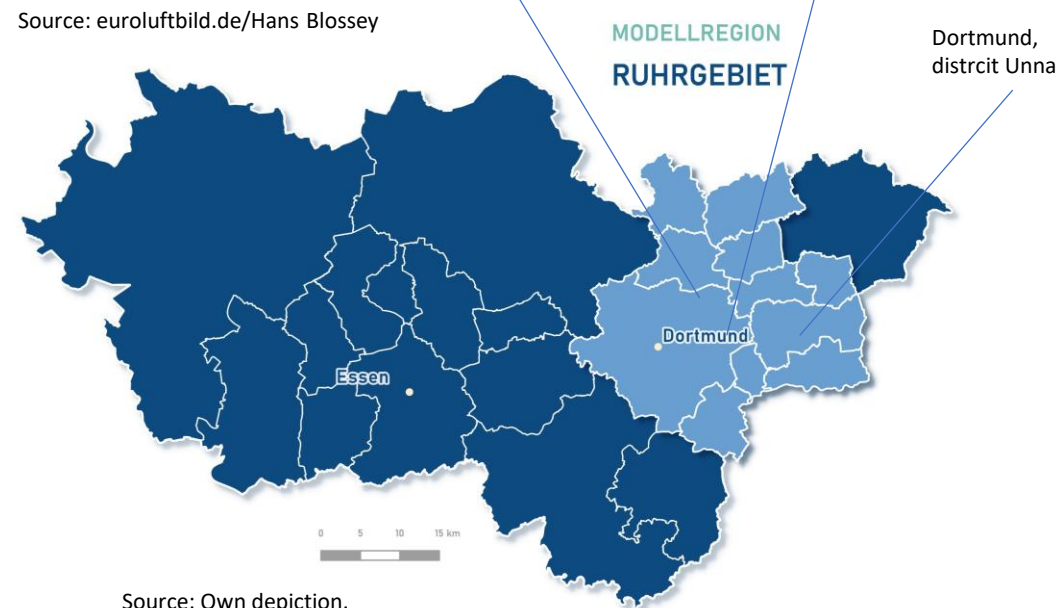 Source: euroluftbild.de/Hans Blossey
MODELLREGION
RUHRGEBIET
Dortmund,
distrcit Unna
Dortmund
Essen
0 5 10 15 km
Source: Own depiction.